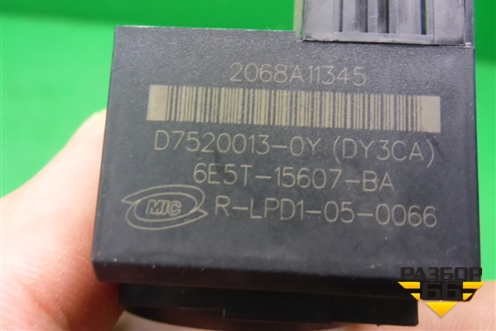 2068A11345
D7520013-0Y (DY3CA)
6E5T-15607-BA
MIC R-LPD1-05-0066
РАЗБОР
66